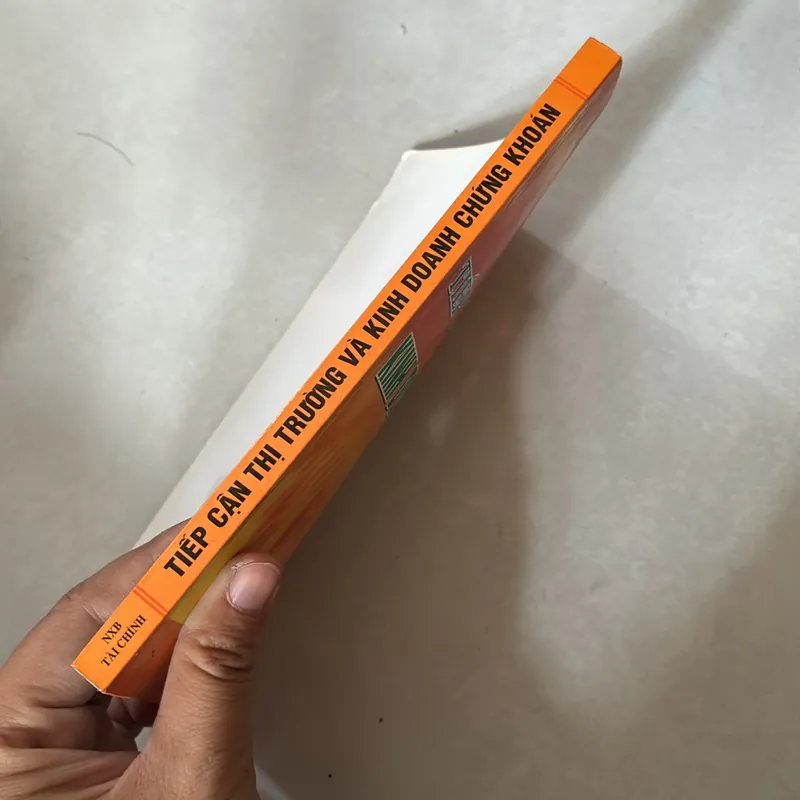 TIẾP CẬN THỊ TRƯỜNG VÀ KINH DOANH CHỨNG KHOÁN
NXB
TÀI CHÍNH